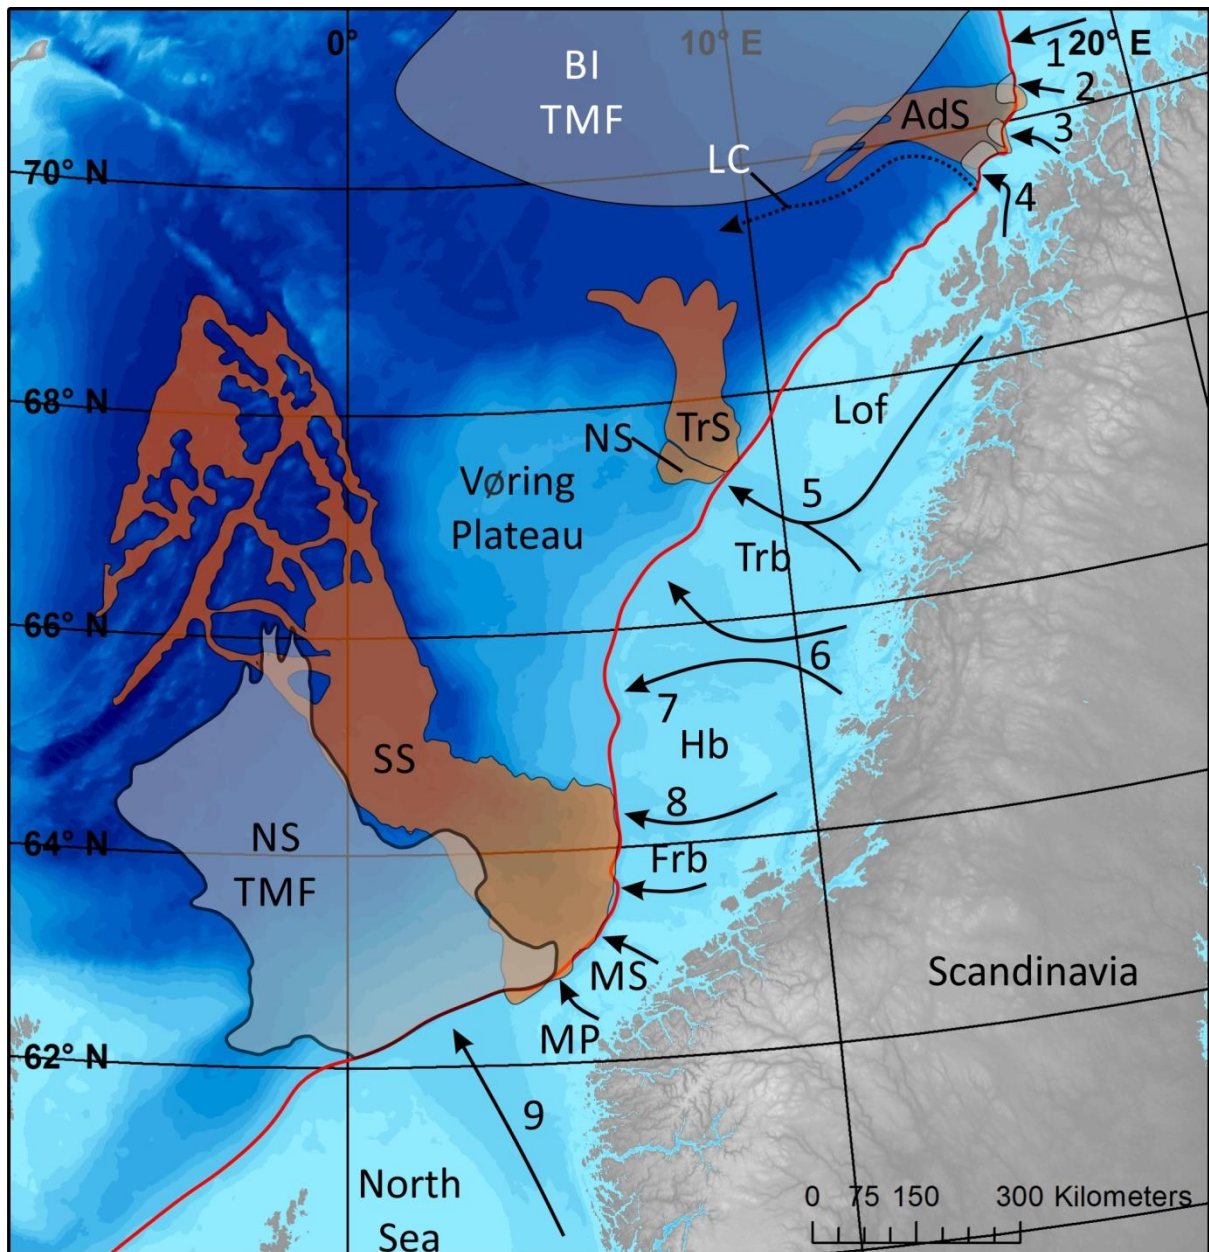 0°
10° E
20° E
BI
TMF
1
2
AdS
3
LC
70° N
4
68° N
Lof
NS
TrS
Vøring
Plateau
5
Trb
66° N
6
7
Hb
SS
8
64° N
NS
TMF
Frb
MS
Scandinavia
MP
62° N
9
North
Sea
0 75 150 300 Kilometers